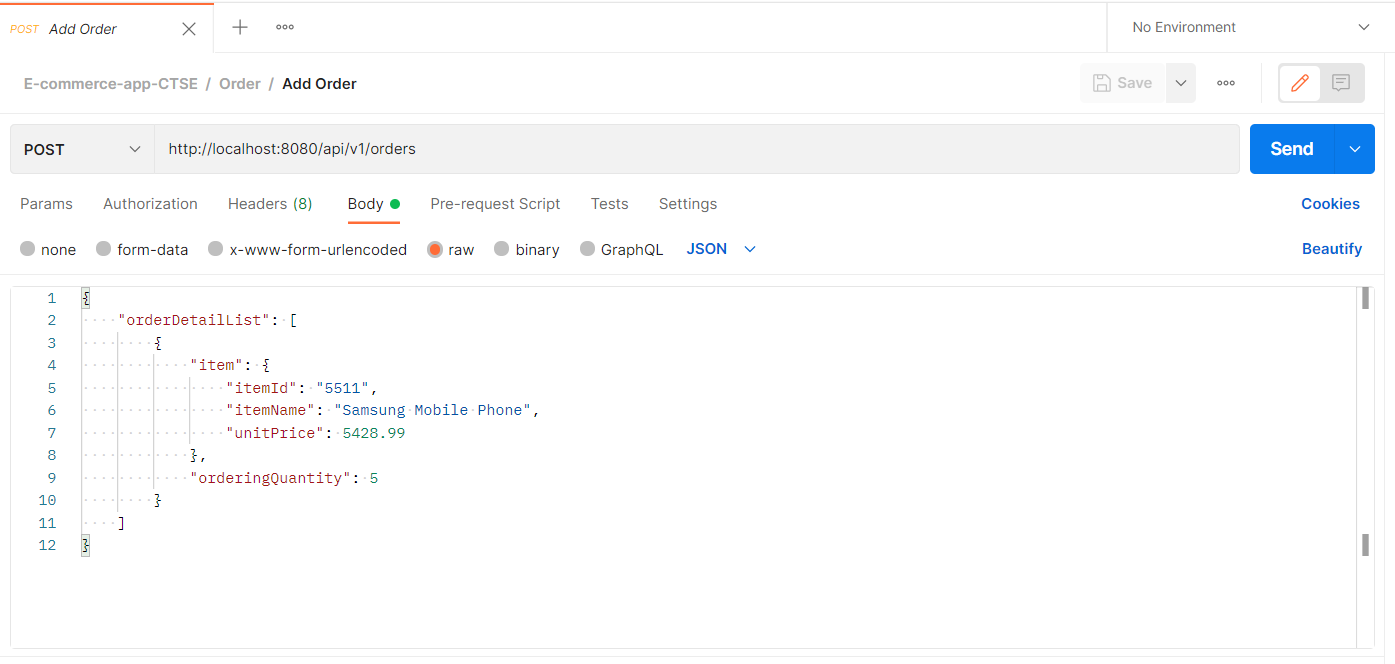 POST Add Order
No Environment
E-commerce-app-CTSE / Order / Add Order
Save
POST http://localhost:8080/api/v1/orders Send
Params Authorization Headers (8) Body Pre-request Script Tests Settings Cookies
none form-data x-www-form-urlencoded raw binary GraphQL JSON Beautify
1 {
2 "orderDetailList": [
3 {
4 "item": {
5 "itemId": "5511",
6 "itemName": "Samsung Mobile Phone",
7 "unitPrice": 5428.99
8 },
9 "orderingQuantity": 5
10 }
11 ]
12 }